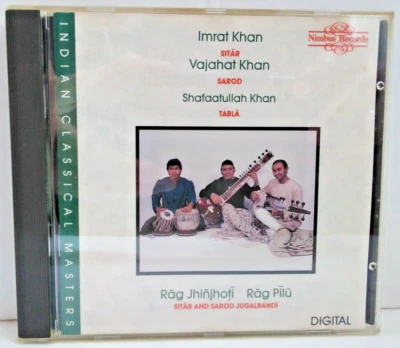 INDIAN CLASSICAL MASTERS
Imrat Khan
SITĀR
Vajahat Khan
SAROD
Shafaatullah Khan
TABLĀ
Nimbus Records
Rāg Jhiñjhoṭī Rāg Pīlū
SITĀR AND SAROD JUGALBANDĪ
DIGITAL